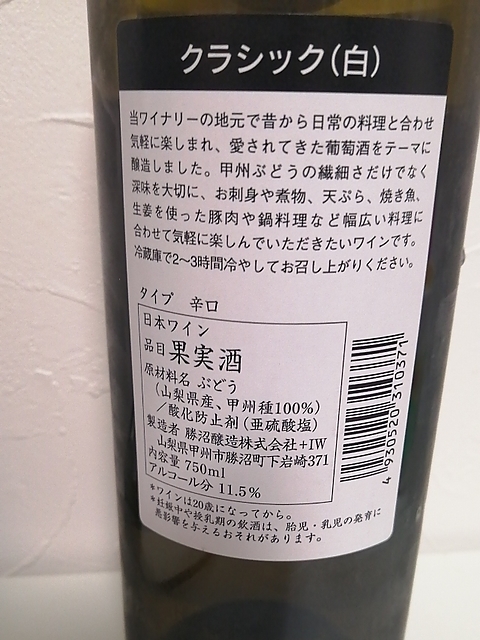 クラシック(白)
当ワイナリーの地元で昔から日常の料理と合わせ
気軽に楽しまれ、愛されてきた葡萄酒をテーマに
醸造しました。甲州ぶどうの繊細さだけでなく
深味を大切に、お刺身や煮物、天ぷら、焼き魚、
生姜を使った豚肉や鍋料理など幅広い料理に
合わせて気軽に楽しんでいただきたいワインです。
冷蔵庫で2〜3時間冷やしてお召し上がりください。
タイプ 辛口
日本ワイン
品目 果実酒
原材料名 ぶどう
(山梨県産、甲州種100%)
/酸化防止剤(亜硫酸塩)
製造者 勝沼醸造株式会社+IW
山梨県甲州市勝沼町下岩崎371
内容量 750ml
アルコール分 11.5%
4 930520 310371
*ワインは20歳になってから。
*妊娠中や授乳期の飲酒は、胎児・乳児の発育に
悪影響を与えるおそれがあります。